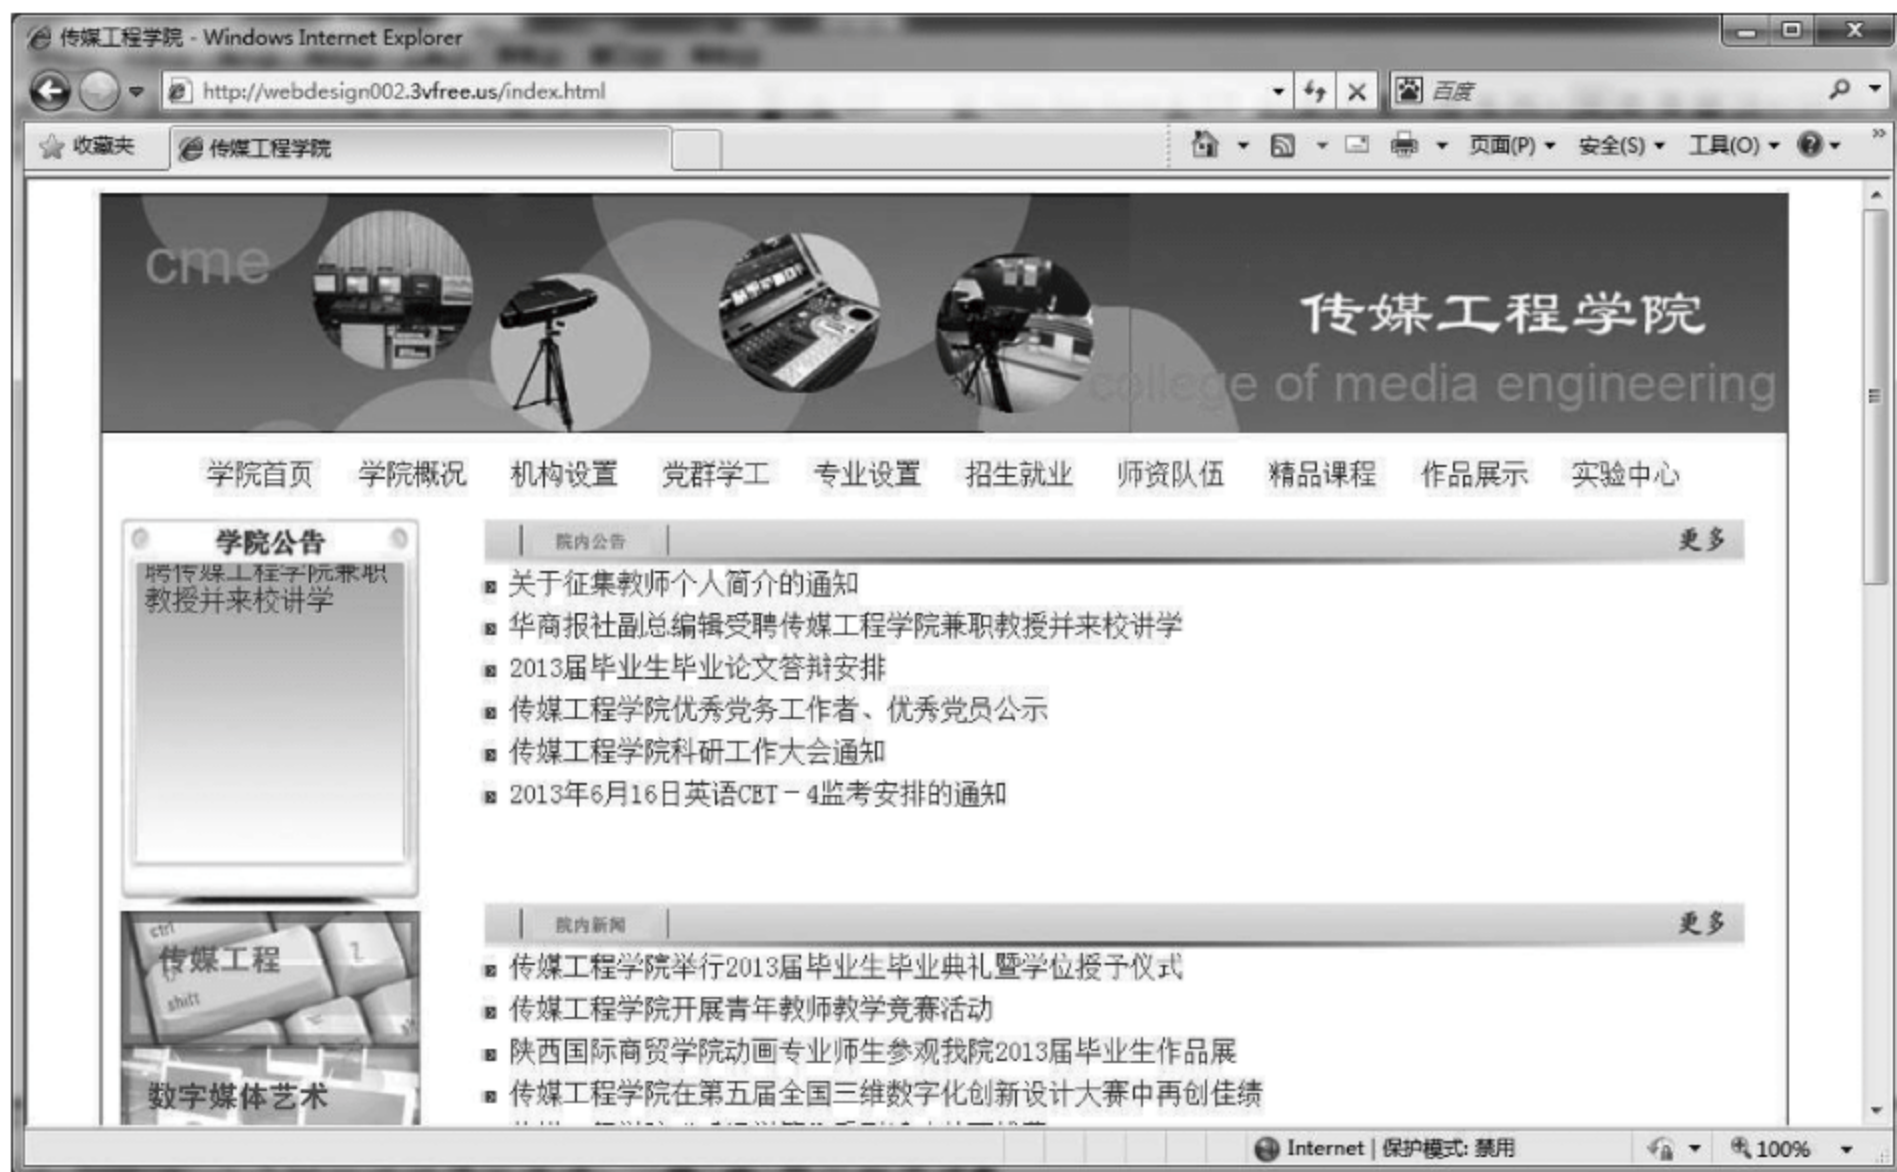 传媒工程学院 - Windows Internet Explorer
http://webdesign002.3vfree.us/index.html
百度
收藏夹
传媒工程学院
页面(P)
安全(S)
工具(O)
cme
传媒工程学院
college of media engineering
学院首页 学院概况 机构设置 党群学工 专业设置 招生就业 师资队伍 精品课程 作品展示 实验中心
学院公告
聘传媒工程学院兼职
教授并来校讲学
院内公告
更多
关于征集教师个人简介的通知
华商报社副总编辑受聘传媒工程学院兼职教授并来校讲学
2013届毕业生毕业论文答辩安排
传媒工程学院优秀党务工作者、优秀党员公示
传媒工程学院科研工作大会通知
2013年6月16日英语CET-4监考安排的通知
ctrl
传媒工程
shift
数字媒体艺术
院内新闻
更多
传媒工程学院举行2013届毕业生毕业典礼暨学位授予仪式
传媒工程学院开展青年教师教学竞赛活动
陕西国际商贸学院动画专业师生参观我院2013届毕业生作品展
传媒工程学院在第五届全国三维数字化创新设计大赛中再创佳绩
Internet | 保护模式: 禁用
100%